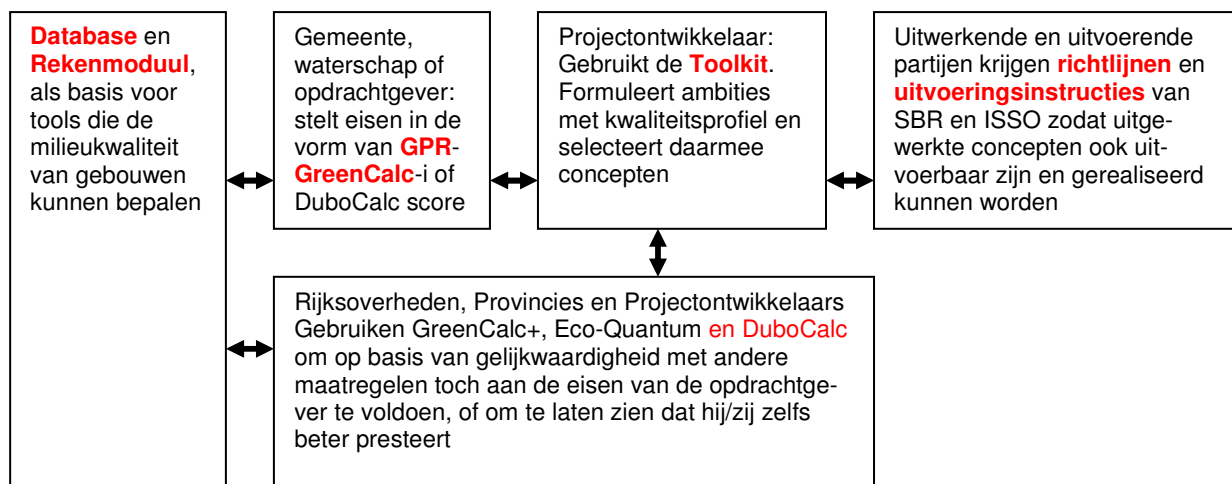 Database en
Rekenmoduul,
als basis voor
tools die de
milieukwaliteit
van gebouwen
kunnen bepalen
Gemeente,
waterschap of
opdrachtgever:
stelt eisen in de
vorm van GPR-
GreenCalc-i of
DuboCalc score
Projectontwikkelaar:
Gebruikt de Toolkit.
Formuleert ambities
met kwaliteitsprofiel en
selecteert daarmee
concepten
Uitwerkende en uitvoerende
partijen krijgen richtlijnen en
uitvoeringsinstructies van
SBR en ISSO zodat uitge-
werkte concepten ook uit-
voerbaar zijn en gerealiseerd
kunnen worden
Rijksoverheden, Provincies en Projectontwikkelaars
Gebruiken GreenCalc+, Eco-Quantum en DuboCalc
om op basis van gelijkwaardigheid met andere
maatregelen toch aan de eisen van de opdrachtge-
ver te voldoen, of om te laten zien dat hij/zij zelfs
beter presteert